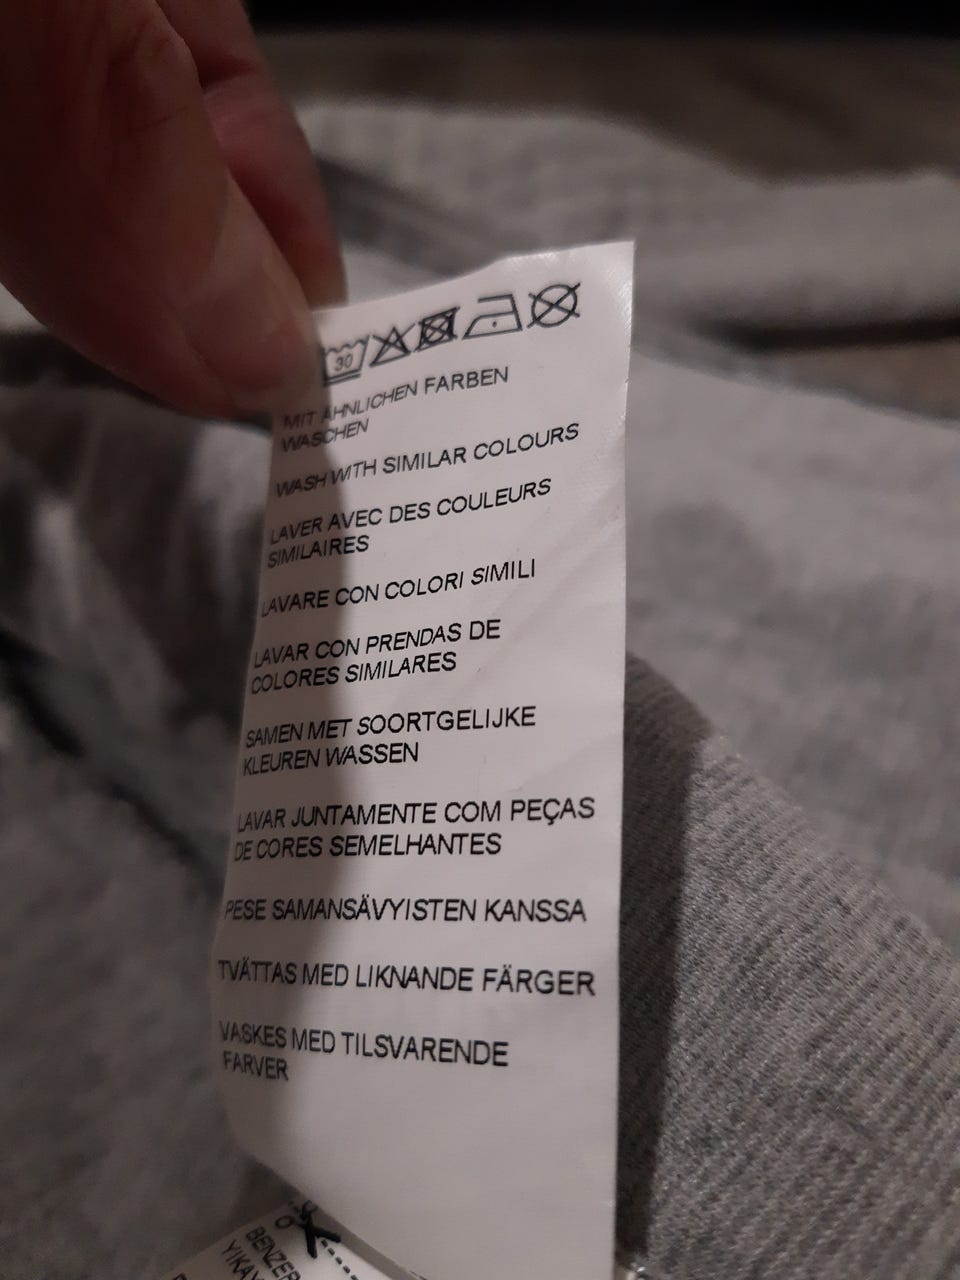 30
MIT ÄHNLICHEN FARBEN
WASCHEN
WASH WITH SIMILAR COLOURS
LAVER AVEC DES COULEURS
SIMILAIRES
LAVARE CON COLORI SIMILI
LAVAR CON PRENDAS DE
COLORES SIMILARES
SAMEN MET SOORTGELIJKE
KLEUREN WASSEN
LAVAR JUNTAMENTE COM PEÇAS
DE CORES SEMELHANTES
PESE SAMANSÄVYISTEN KANSSA
TVÄTTAS MED LIKNANDE FÄRGER
VASKES MED TILSVARENDE
FARVER